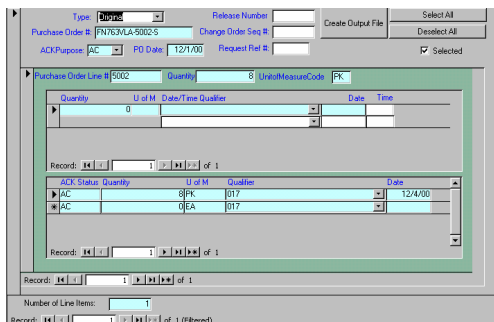 Type: Original Release Number Create Output File Select All
Purchase Order #: FN763VLA-5002-S Change Order Seq #: Deselect All
ACKPurpose: AC PO Date: 12/1/00 Request Ref #: Selected
Purchase Order Line # 5002 Quantity 8 UnitofMeasureCode PK
Quantity U of M Date/Time Qualifier Date Time
0
Record: 1 of 1
ACK Status Quantity U of M Qualifier Date
AC 8 PK 017 12/4/00
AC 0 EA 017
Record: 1 of 1
Record: 1 of 1
Number of Line Items: 1
Record: 1 of 1 (Filtered)